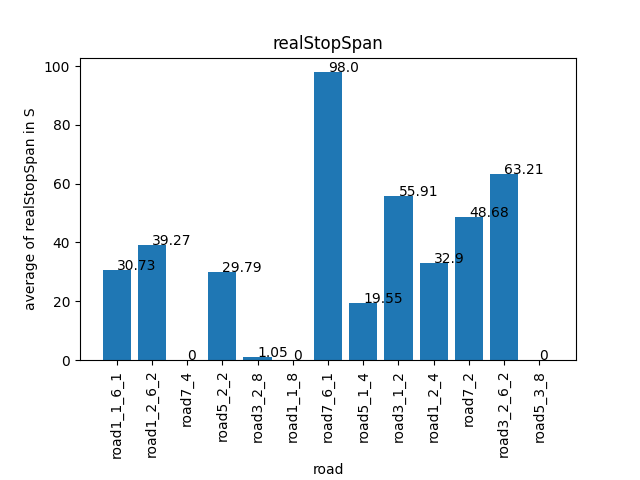 realStopSpan
average of realStopSpan in S
100
80
60
40
20
0
30.73
39.27
0
29.79
1.05
0
98.0
19.55
55.91
32.9
48.68
63.21
0
road1_1_6_1
road1_2_6_2
road7_4
road5_2_2
road3_2_8
road1_1_8
road7_6_1
road5_1_4
road3_1_2
road1_2_4
road7_2
road3_2_6_2
road5_3_8
road